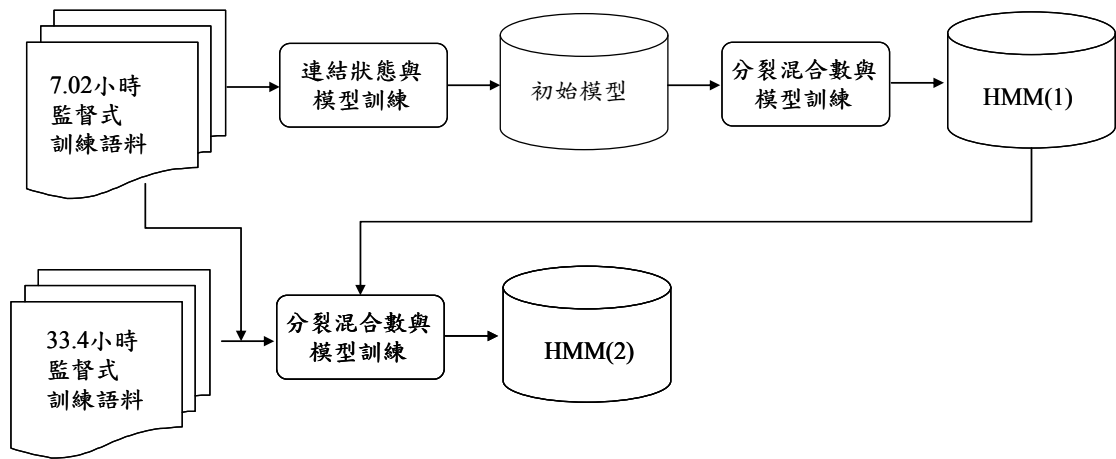 7.02小時
監督式
訓練語料
連結狀態與
模型訓練
初始模型
分裂混合數與
模型訓練
HMM(1)
33.4小時
監督式
訓練語料
分裂混合數與
模型訓練
HMM(2)